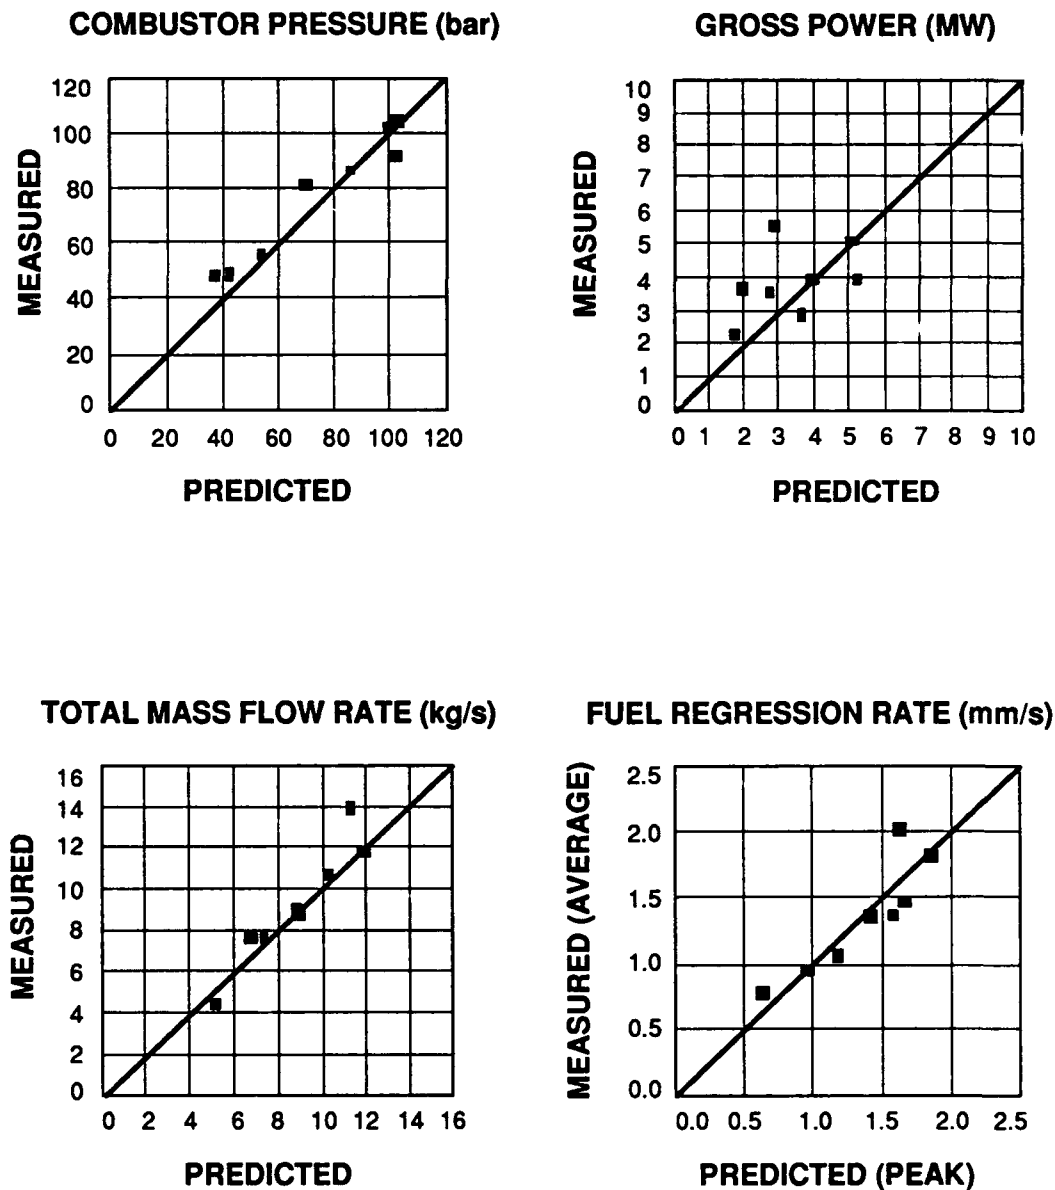 COMBUSTOR PRESSURE (bar)
120
100
80
60
40
20
0
MEASURED
0 20 40 60 80 100 120
PREDICTED
GROSS POWER (MW)
10
9
8
7
6
5
4
3
2
1
0
MEASURED
0 1 2 3 4 5 6 7 8 9 10
PREDICTED
TOTAL MASS FLOW RATE (kg/s)
16
14
12
10
8
6
4
2
0
MEASURED
0 2 4 6 8 10 12 14 16
PREDICTED
FUEL REGRESSION RATE (mm/s)
2.5
2.0
1.5
1.0
0.5
0.0
MEASURED (AVERAGE)
0.0 0.5 1.0 1.5 2.0 2.5
PREDICTED (PEAK)